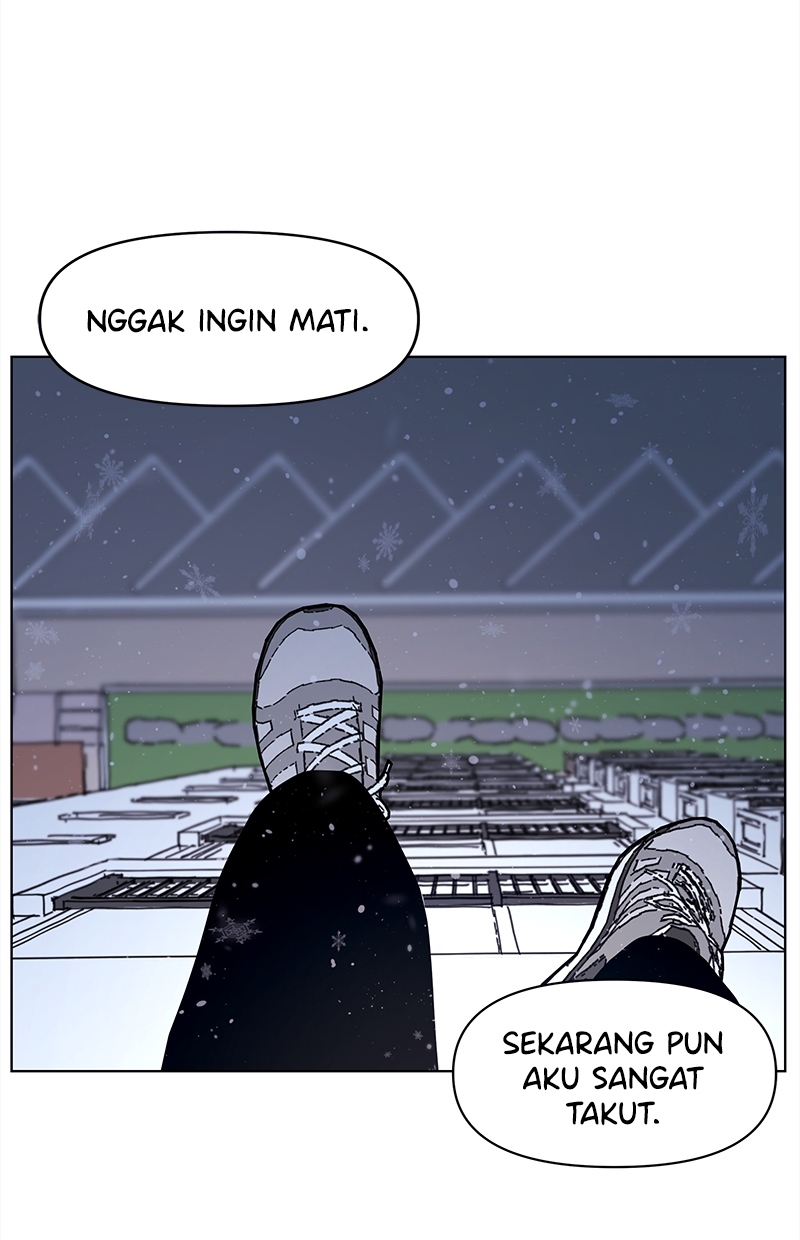 NGGAK INGIN MATI.
SEKARANG PUN
AKU SANGAT
TAKUT.